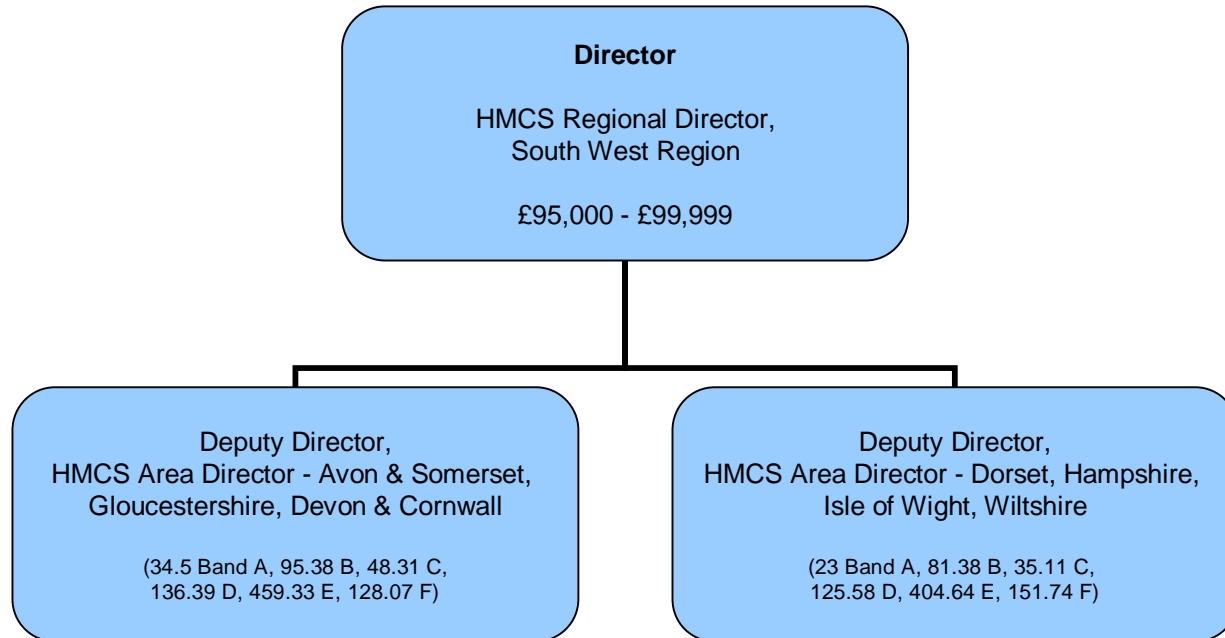 Director
HMCS Regional Director,
South West Region
£95,000 - £99,999
Deputy Director,
HMCS Area Director - Avon & Somerset,
Gloucestershire, Devon & Cornwall
(34.5 Band A, 95.38 B, 48.31 C,
136.39 D, 459.33 E, 128.07 F)
Deputy Director,
HMCS Area Director - Dorset, Hampshire,
Isle of Wight, Wiltshire
(23 Band A, 81.38 B, 35.11 C,
125.58 D, 404.64 E, 151.74 F)